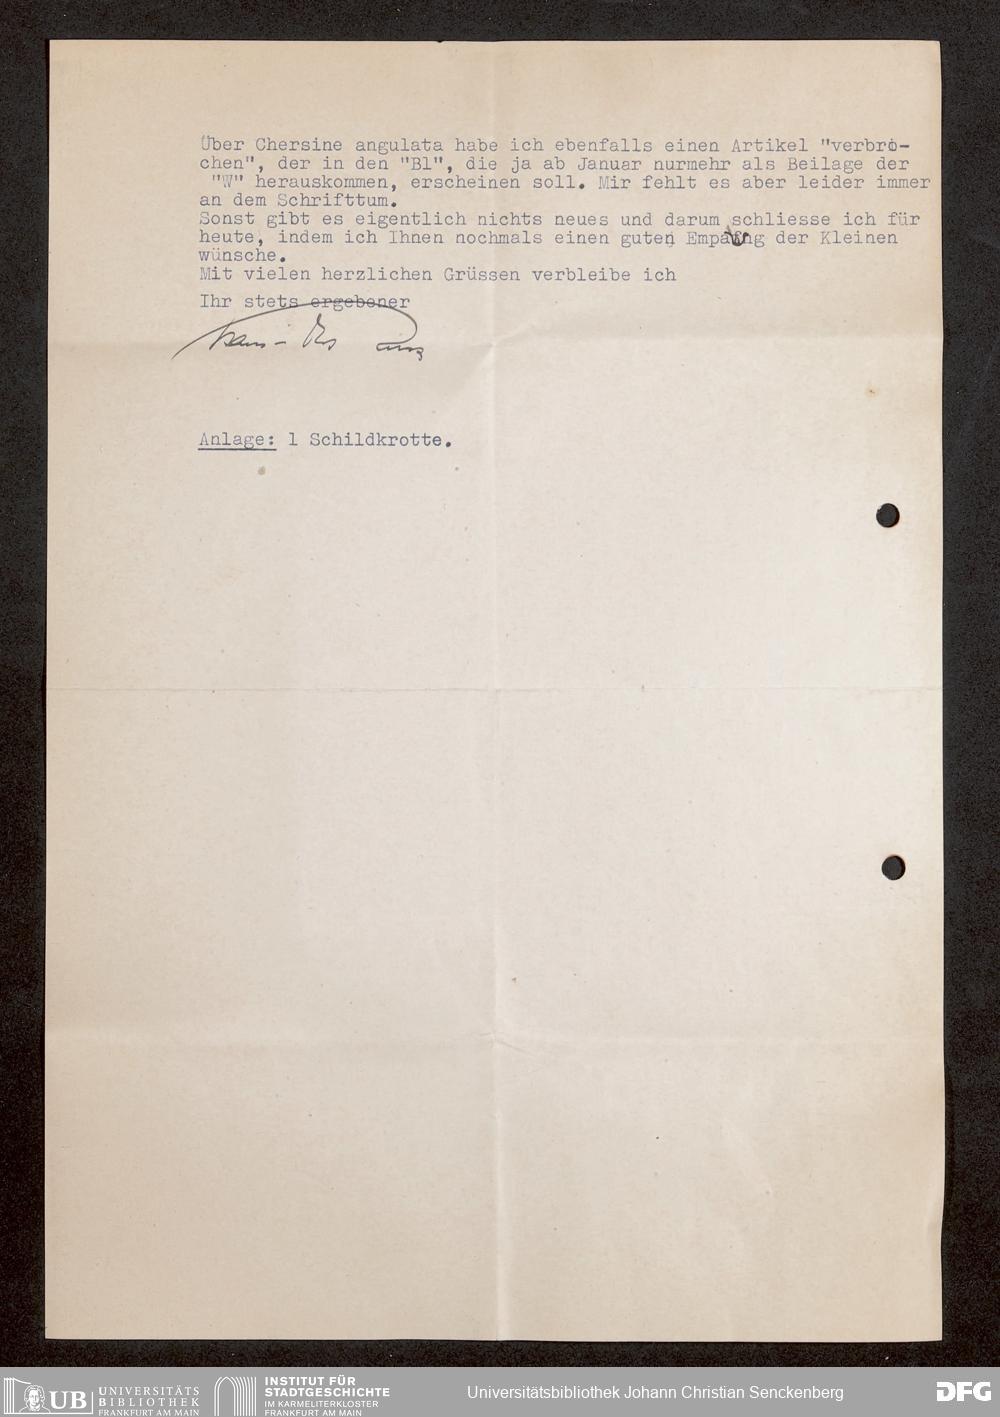 Über Chersine angulata habe ich ebenfalls einen Artikel "verbro-
chen", der in den "Bl", die ja ab Januar nurmehr als Beilage der
"W" herauskommen, erscheinen soll. Mir fehlt es aber leider immer
an dem Schrifttum.
Sonst gibt es eigentlich nichts neues und darum schliesse ich für
heute, indem ich Ihnen nochmals einen guten Empafng der Kleinen
wünsche.
Mit vielen herzlichen Grüssen verbleibe ich
Ihr stets ergebener
Anlage: 1 Schildkrotte.
UB UNIVERSITÄTS
BIBLIOTHEK
FRANKFURT AM MAIN
INSTITUT FÜR
STADTGESCHICHTE
IM KARMELITERKLOSTER
FRANKFURT AM MAIN
Universitätsbibliothek Johann Christian Senckenberg
DFG